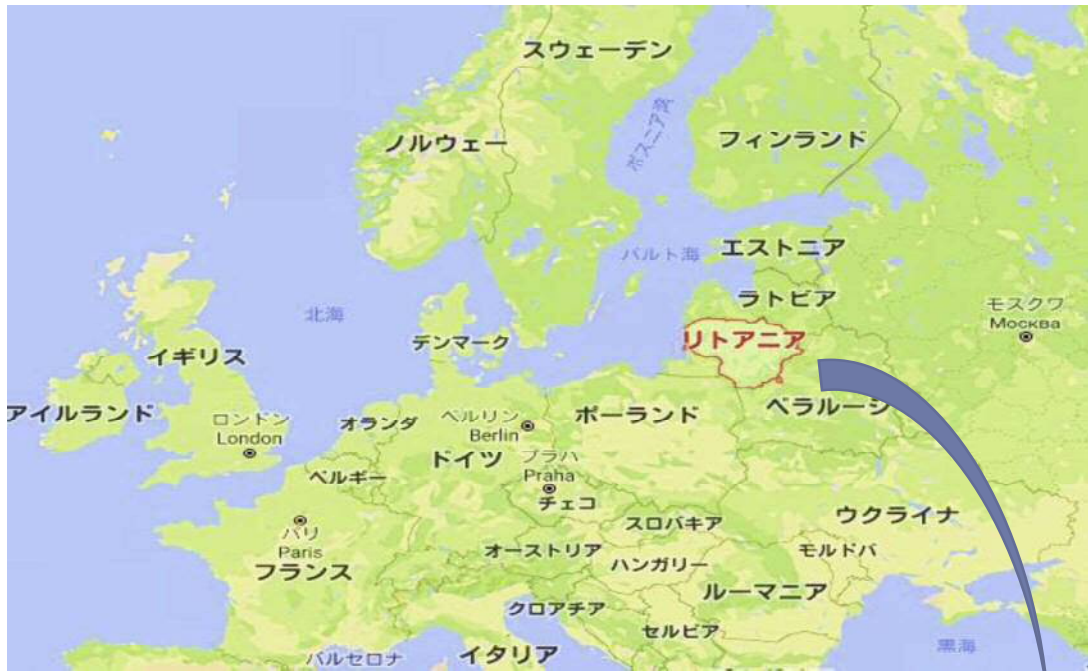 スウェーデン
ノルウェー
ボスニア湾
フィンランド
バルト海
エストニア
ラトビア
北海
モスクワ
Москва
デンマーク
リトアニア
イギリス
アイルランド
ロンドン
London
オランダ
ベルリン
Berlin
ポーランド
ベラルーシ
ベルギー
ドイツ
プラハ
Praha
チェコ
スロバキア
ウクライナ
パリ
Paris
フランス
オーストリア
ハンガリー
モルドバ
ルーマニア
クロアチア
セルビア
黒海
バルセロナ
イタリア